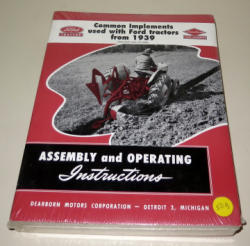 Common Implements
used with Ford tractors
from 1939
ASSEMBLY and OPERATING
Instructions
DEARBORN MOTORS CORPORATION — DETROIT 3, MICHIGAN